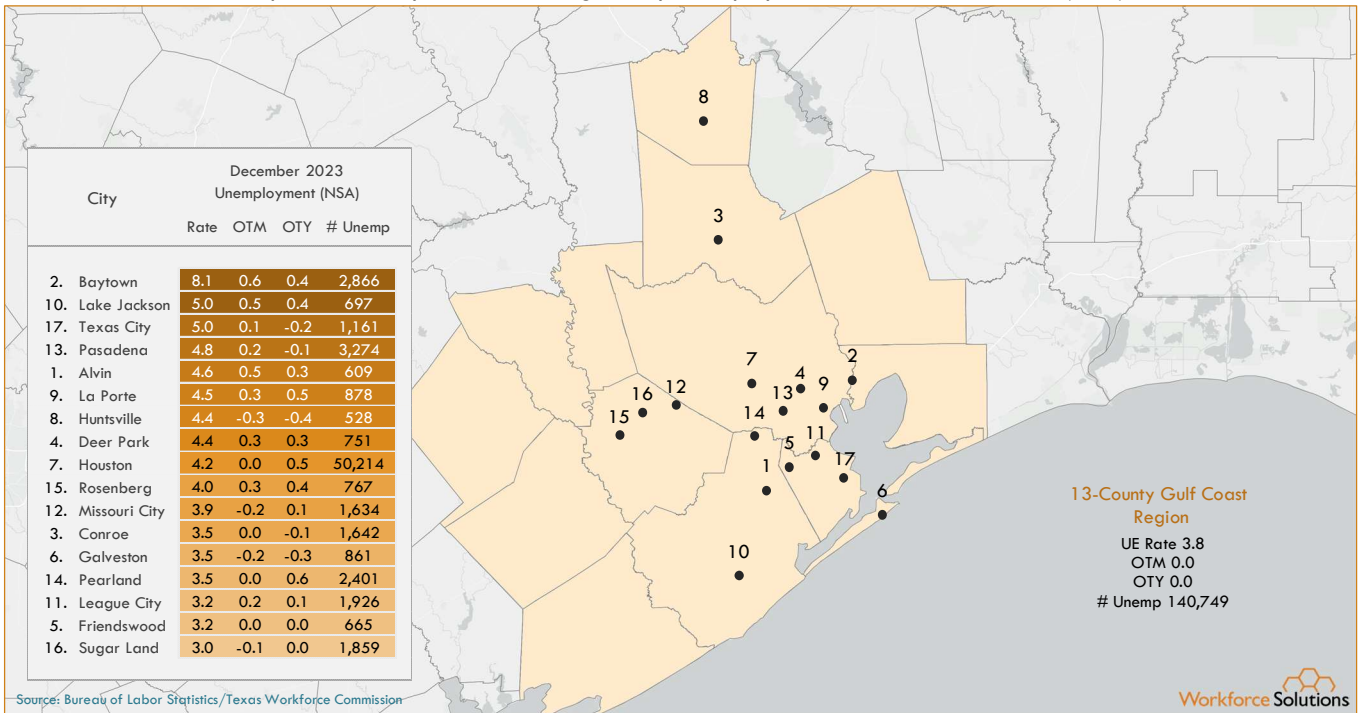 December 2023
Unemployment (NSA)
City
Rate OTM OTY # Unemp
2. Baytown 8.1 0.6 0.4 2,866
10. Lake Jackson 5.0 0.5 0.4 697
17. Texas City 5.0 0.1 -0.2 1,161
13. Pasadena 4.8 0.2 -0.1 3,274
1. Alvin 4.6 0.5 0.3 609
9. La Porte 4.5 0.3 0.5 878
8. Huntsville 4.4 -0.3 -0.4 528
4. Deer Park 4.4 0.3 0.3 751
7. Houston 4.2 0.0 0.5 50,214
15. Rosenberg 4.0 0.3 0.4 767
12. Missouri City 3.9 -0.2 0.1 1,634
3. Conroe 3.5 0.0 -0.1 1,642
6. Galveston 3.5 -0.2 -0.3 861
14. Pearland 3.5 0.0 0.6 2,401
11. League City 3.2 0.2 0.1 1,926
5. Friendswood 3.2 0.0 0.0 665
16. Sugar Land 3.0 -0.1 0.0 1,859
8
3
7
4
2
16
12
13
9
15
14
5
11
1
17
6
10
13-County Gulf Coast
Region
UE Rate 3.8
OTM 0.0
OTY 0.0
# Unemp 140,749
Source: Bureau of Labor Statistics/Texas Workforce Commission
Workforce Solutions